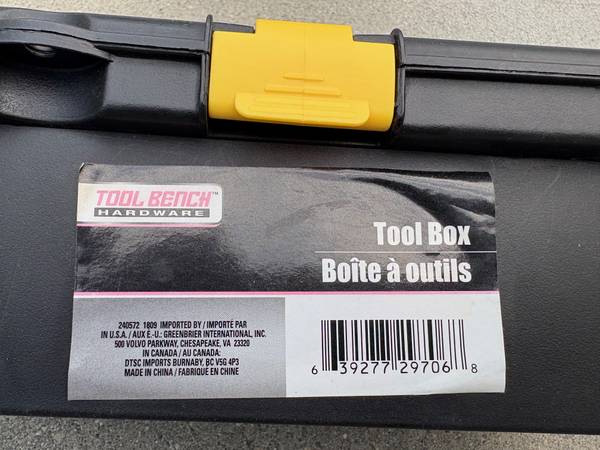 TOOL BENCH™
HARDWARE
Tool Box
Boîte à outils
240572 1809 IMPORTED BY / IMPORTÉ PAR
IN U.S.A. / AUX É.-U.: GREENBRIER INTERNATIONAL, INC.
500 VOLVO PARKWAY, CHESAPEAKE, VA 23320
IN CANADA / AU CANADA:
DTSC IMPORTS BURNABY, BC V5G 4P3
MADE IN CHINA / FABRIQUÉ EN CHINE
6 39277 29706 8